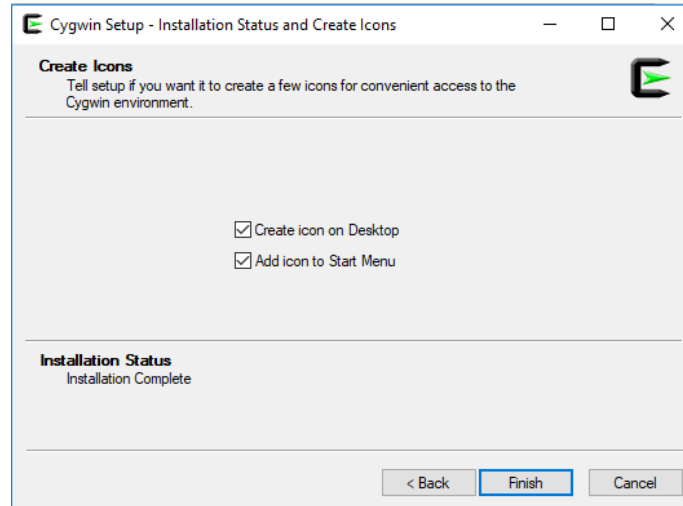 Cygwin Setup - Installation Status and Create Icons
Create Icons
Tell setup if you want it to create a few icons for convenient access to the
Cygwin environment.
Create icon on Desktop
Add icon to Start Menu
Installation Status
Installation Complete
< Back
Finish
Cancel